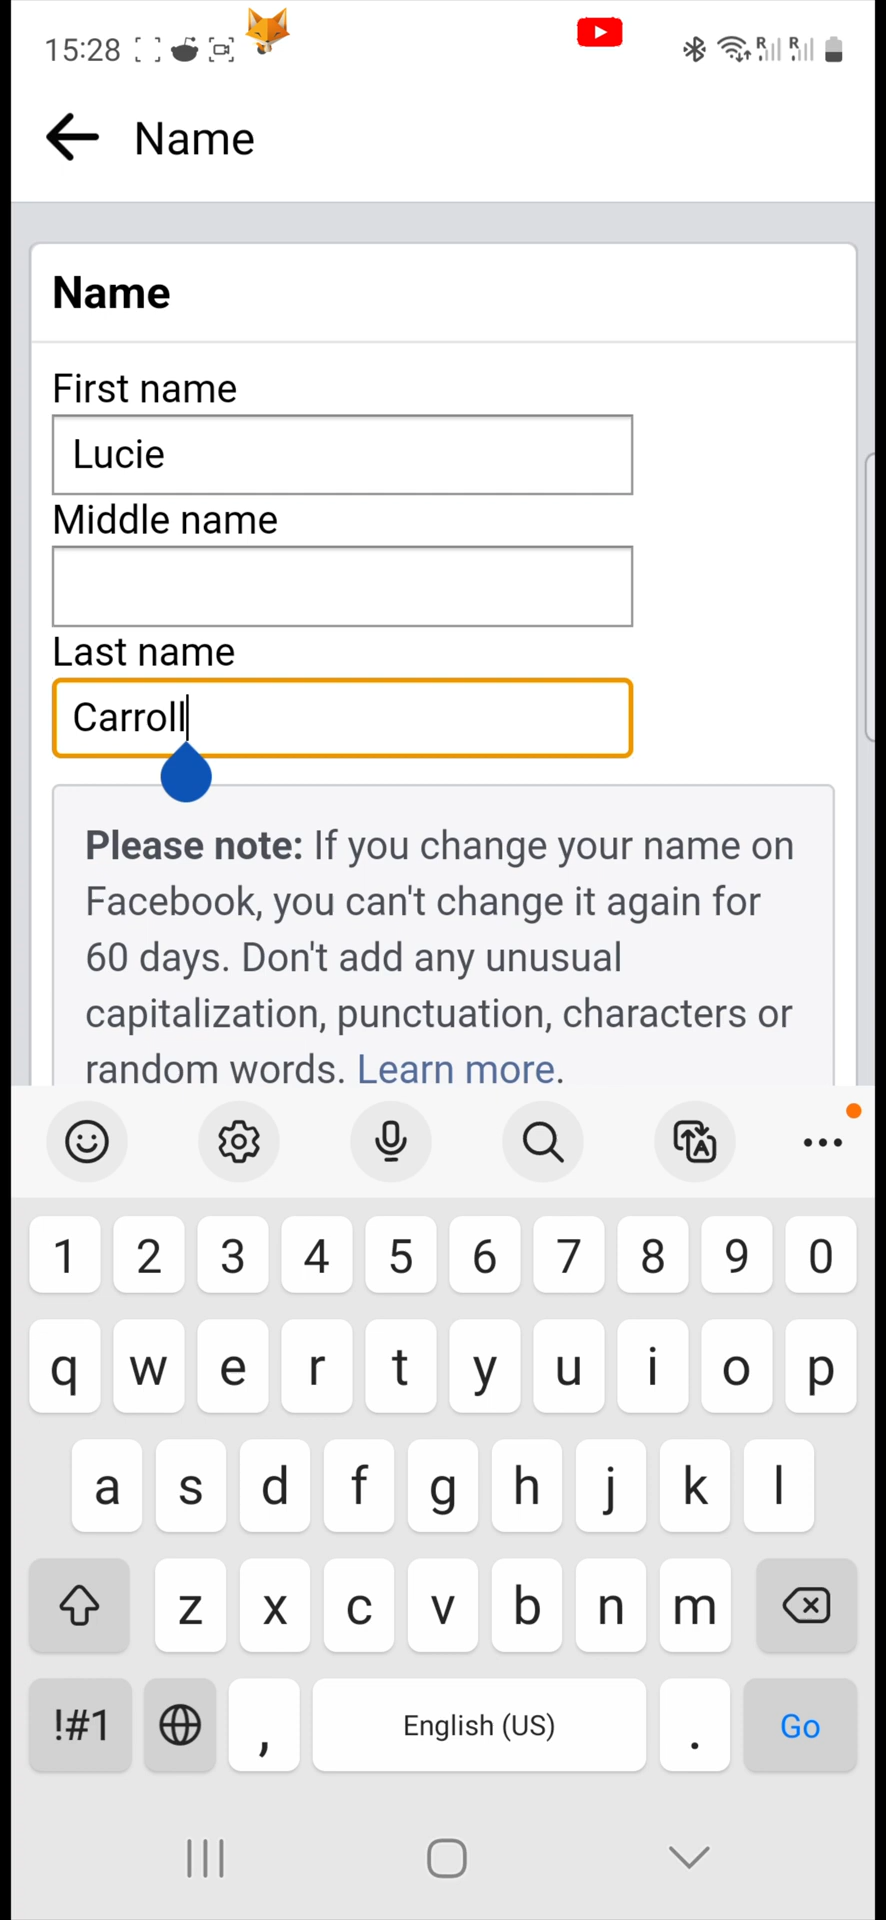 15:28
Name
Name
First name
Lucie
Middle name
Last name
Carroll
Please note: If you change your name on
Facebook, you can't change it again for
60 days. Don't add any unusual
capitalization, punctuation, characters or
random words. Learn more.
1 2 3 4 5 6 7 8 9 0
q w e r t y u i o p
a s d f g h j k l
z x c v b n m
!#1 , English (US) . Go